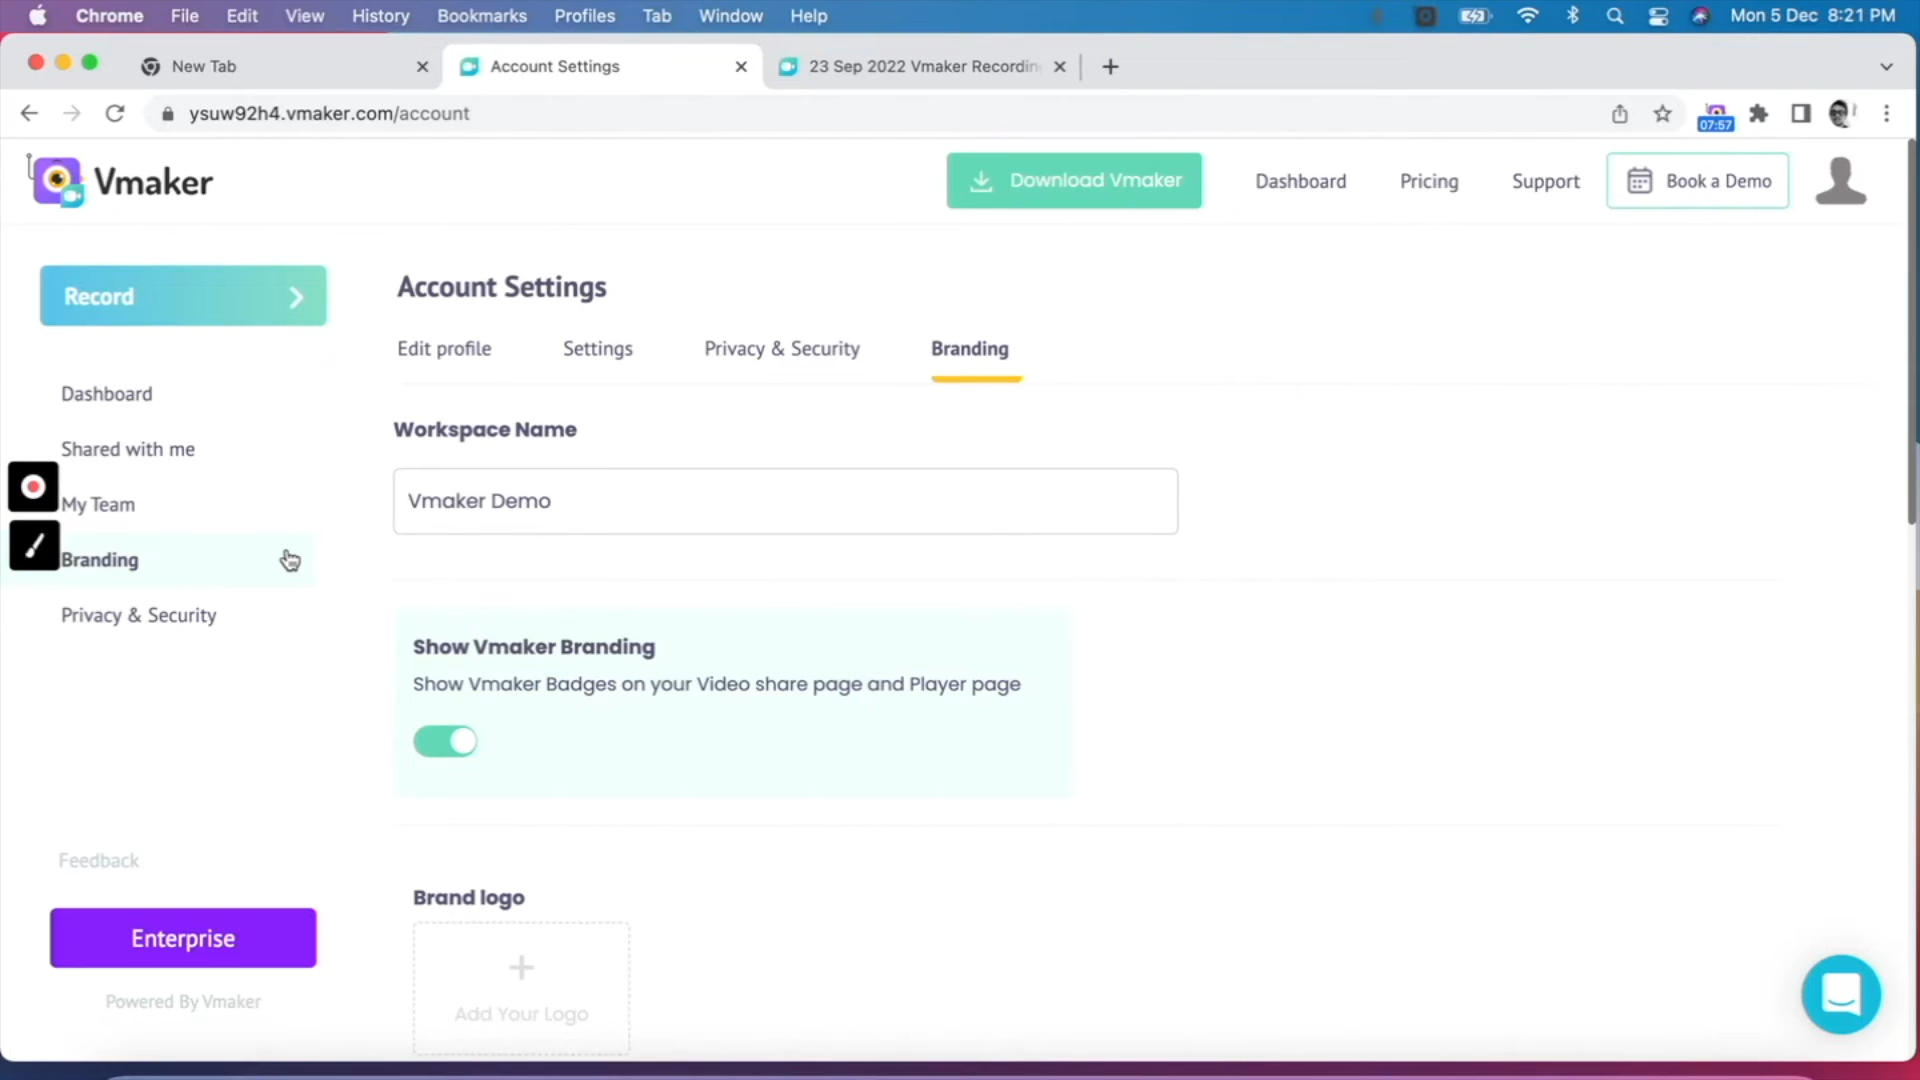 Chrome File Edit View History Bookmarks Profiles Tab Window Help Mon 5 Dec 8:21 PM
New Tab Account Settings 23 Sep 2022 Vmaker Recordin
ysuw92h4.vmaker.com/account 07:57
Vmaker Download Vmaker Dashboard Pricing Support Book a Demo
Record
Account Settings
Edit profile Settings Privacy & Security Branding
Dashboard
Shared with me
My Team
Branding
Privacy & Security
Workspace Name
Vmaker Demo
Show Vmaker Branding
Show Vmaker Badges on your Video share page and Player page
Feedback
Enterprise
Powered By Vmaker
Brand logo
Add Your Logo